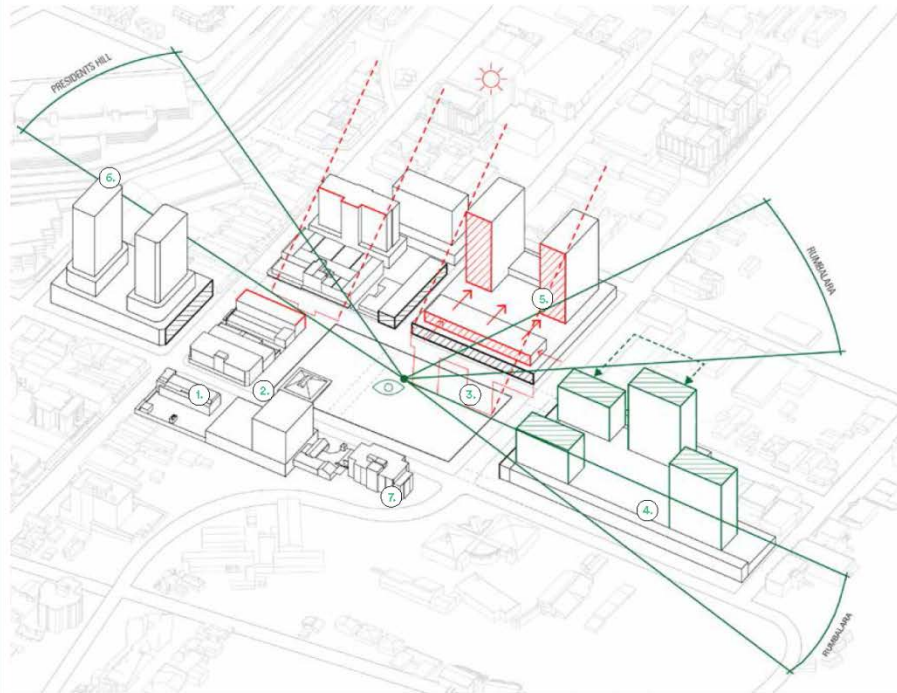 PRESIDENTS HILL
6.
5.
RUMBALARA
1.
2.
3.
7.
4.
RUMBALARA